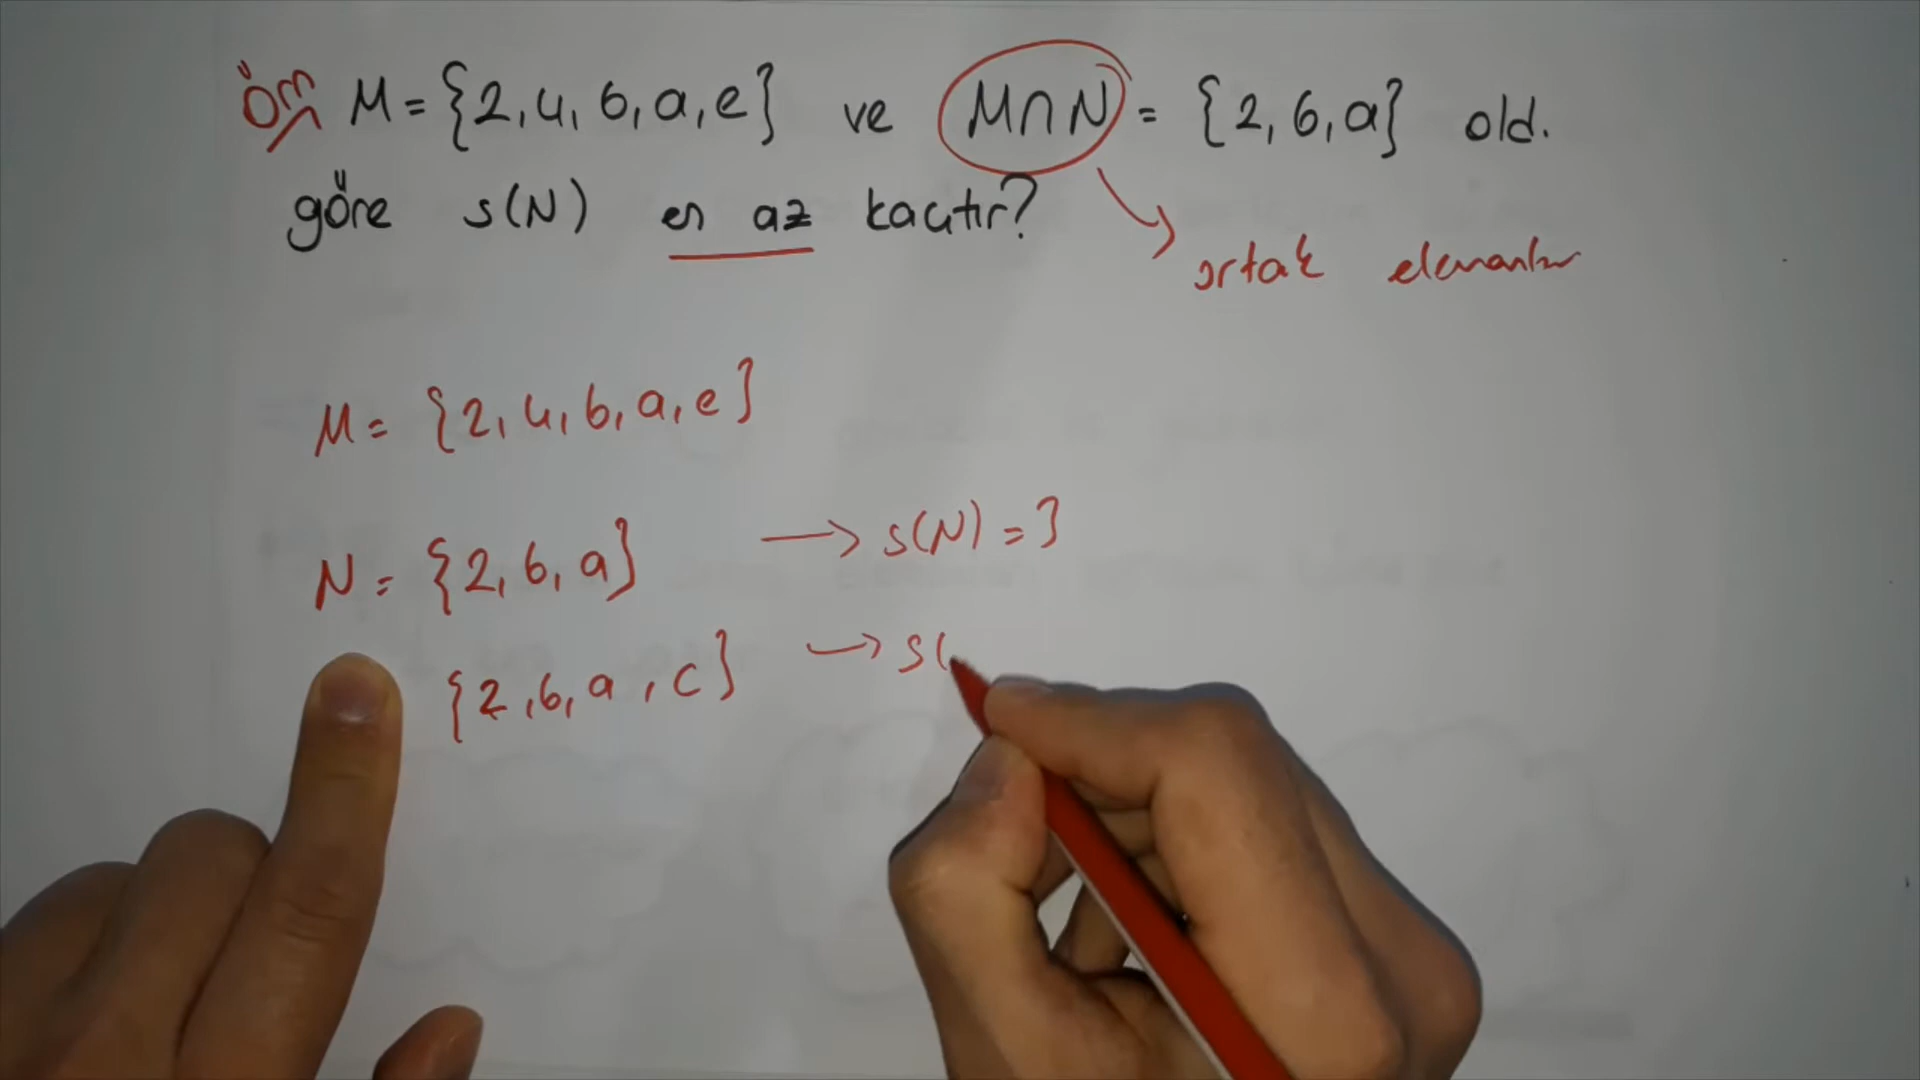 Örn M = {2, 4, 6, a, e} ve M∩N = {2, 6, a} old.
göre s(N) en az kaçtır?
ortak elemanlar
M = {2, 4, 6, a, e}
N = {2, 6, a} → s(N) = 3
{2, 6, a, c} → s(